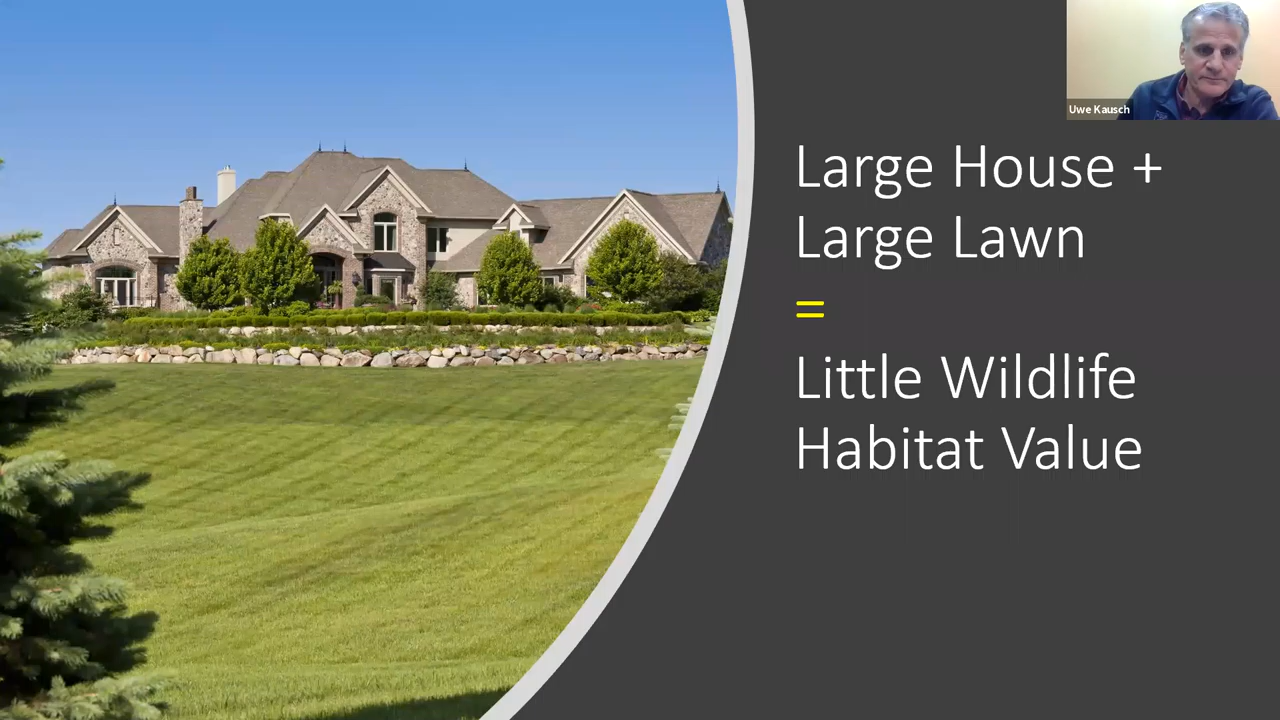 Uwe Kausch
Large House +
Large Lawn
=
Little Wildlife
Habitat Value